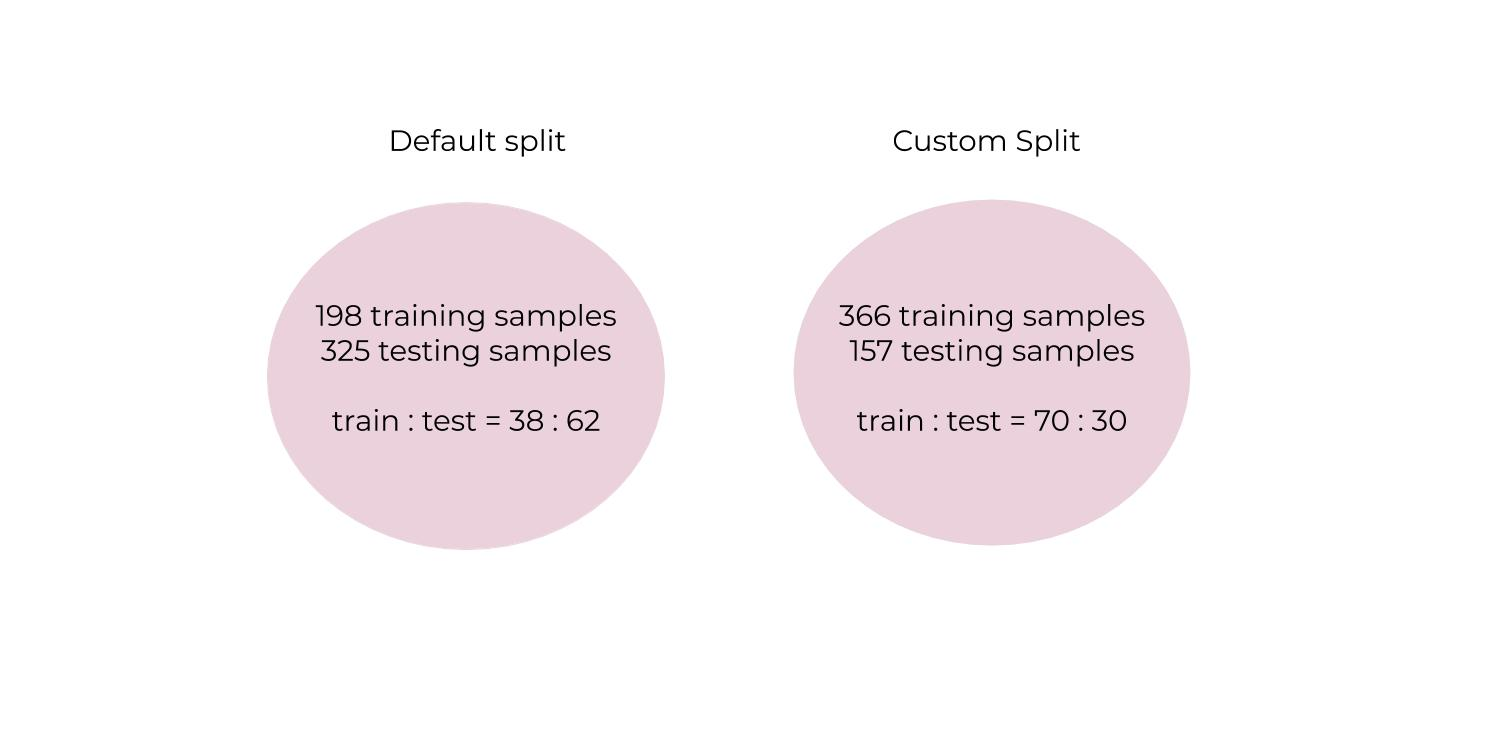 Default split
198 training samples
325 testing samples
train : test = 38 : 62
Custom Split
366 training samples
157 testing samples
train : test = 70 : 30